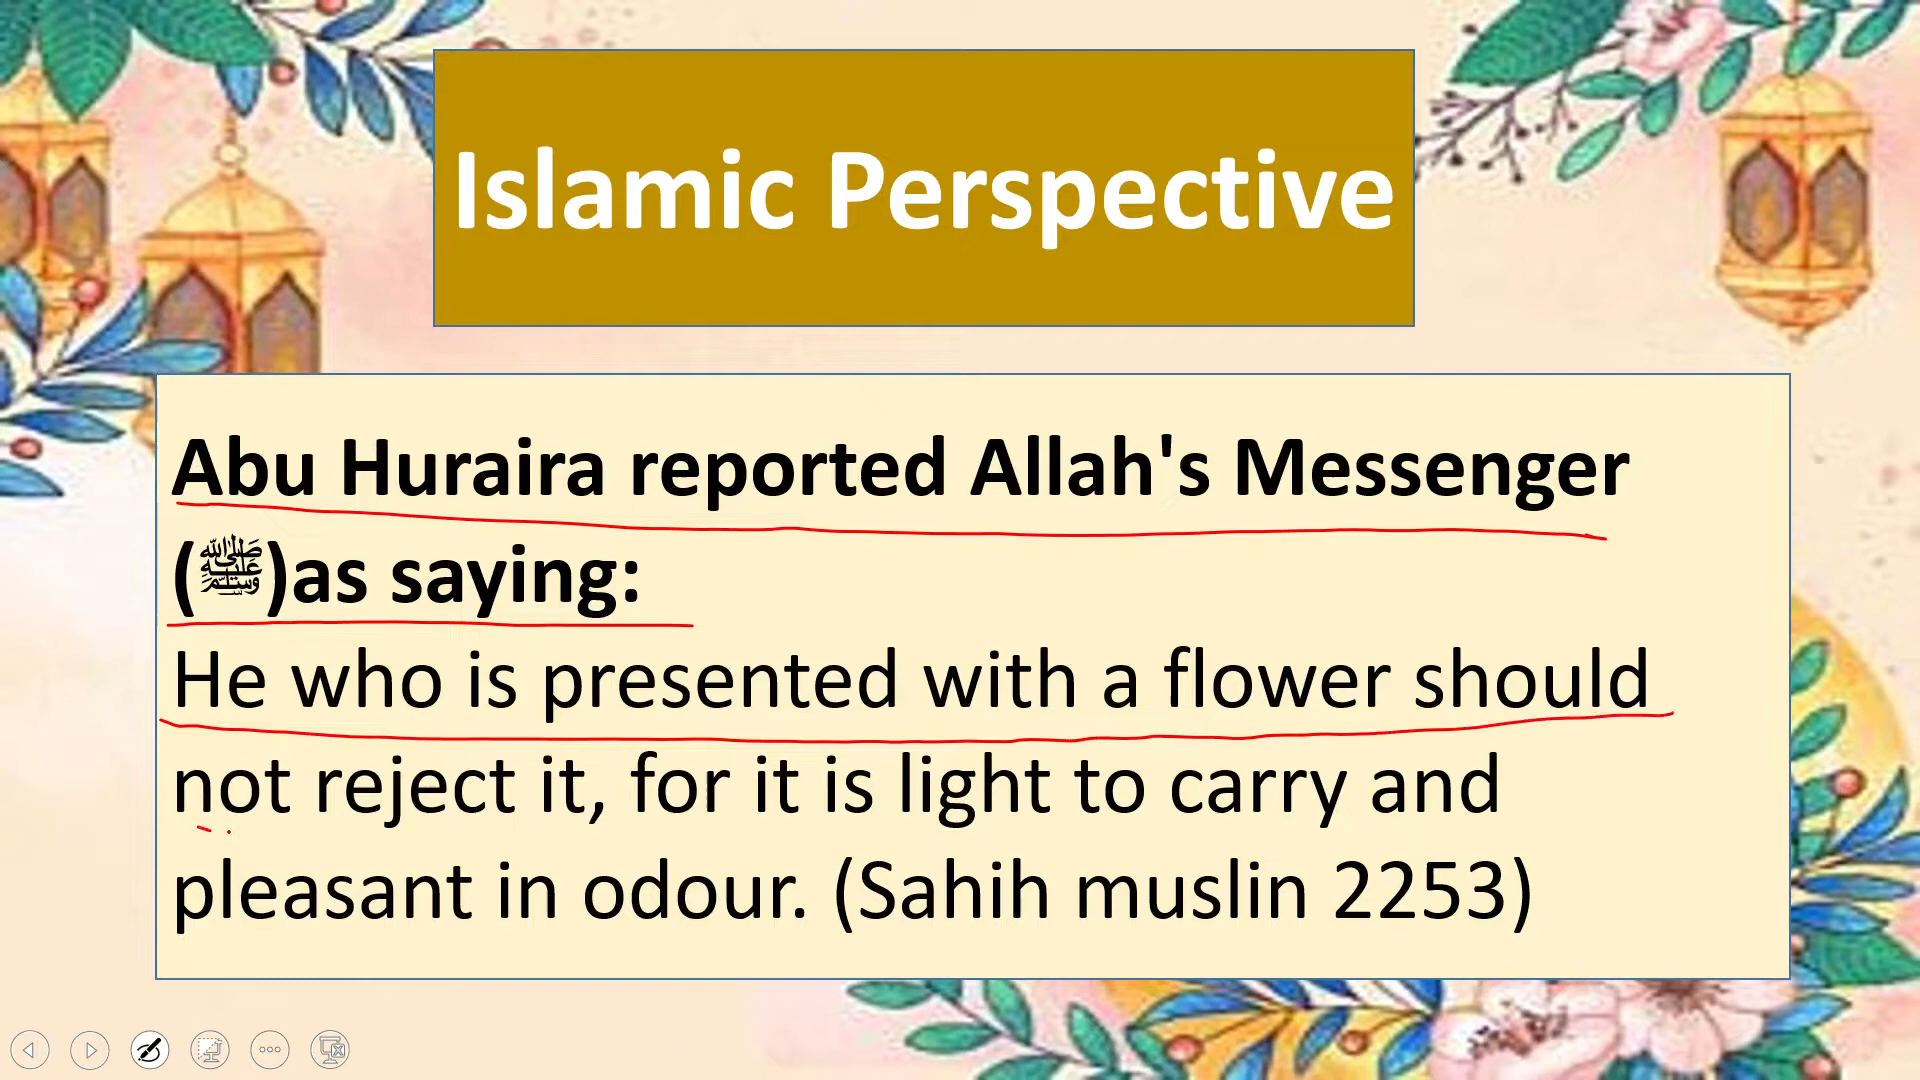 Islamic Perspective
Abu Huraira reported Allah's Messenger
(ﷺ)as saying:
He who is presented with a flower should
not reject it, for it is light to carry and
pleasant in odour. (Sahih muslin 2253)